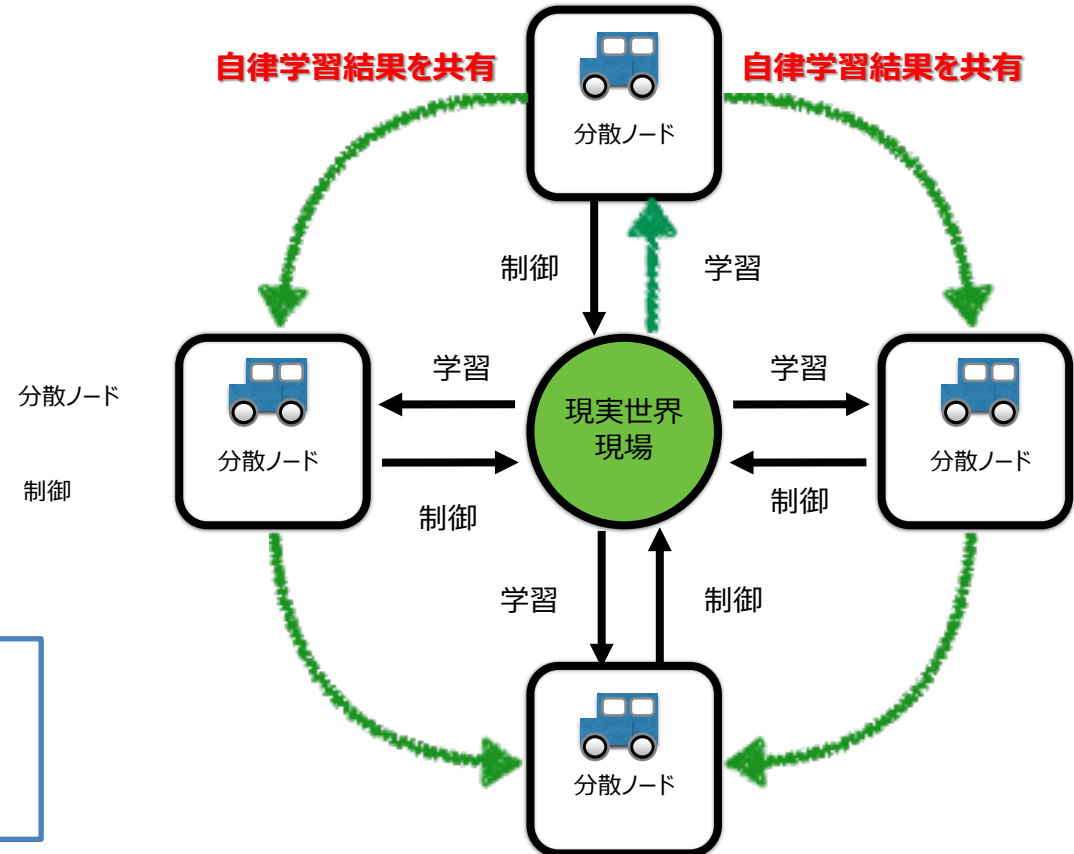 自律学習結果を共有
自律学習結果を共有
分散ノード
制御
学習
学習
学習
分散ノード
現実世界
現場
分散ノード
分散ノード
制御
制御
制御
学習
制御
分散ノード